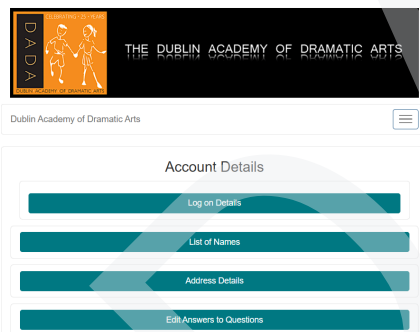 CELEBRATING - 25 - YEARS
DADA
DUBLIN ACADEMY OF DRAMATIC ARTS
THE DUBLIN ACADEMY OF DRAMATIC ARTS
Dublin Academy of Dramatic Arts
Account Details
Log on Details
List of Names
Address Details
Edit Answers to Questions